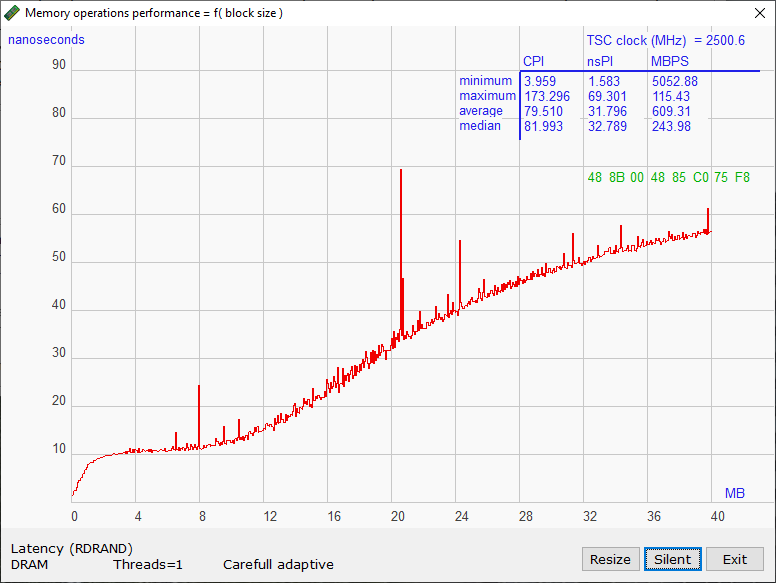 Memory operations performance = f( block size )
nanoseconds
TSC clock (MHz) = 2500.6
CPI nsPI MBPS
minimum 3.959 1.583 5052.88
maximum 173.296 69.301 115.43
average 79.510 31.796 609.31
median 81.993 32.789 243.98
48 8B 00 48 85 C0 75 F8
90
80
70
60
50
40
30
20
10
MB
0 4 8 12 16 20 24 28 32 36 40
Latency (RDRAND)
DRAM Threads=1 Carefull adaptive
Resize Silent Exit